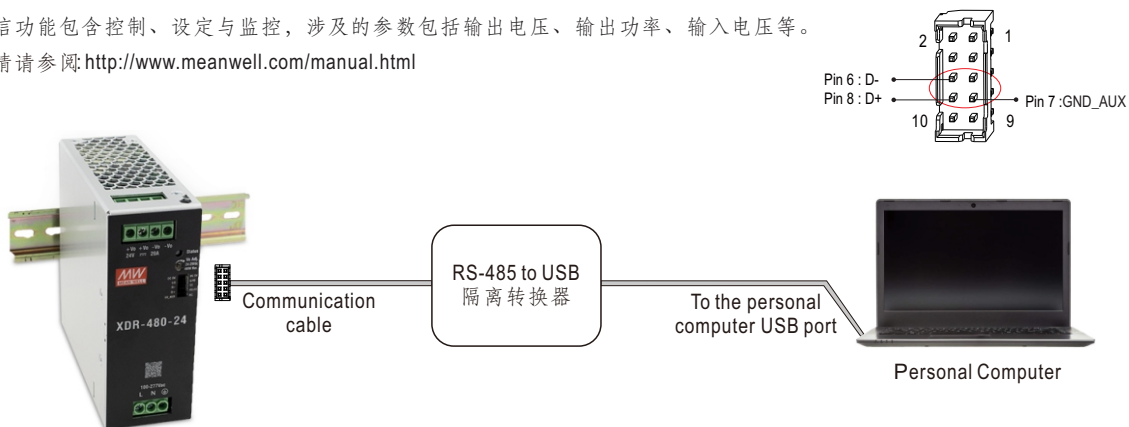 信功能包含控制、设定与监控，涉及的参数包括输出电压、输出功率、输入电压等。
请参阅: http://www.meanwell.com/manual.html
2
1
Pin 6 : D-
Pin 8 : D+
Pin 7 :GND_AUX
10
9
MW
MEAN WELL
XDR-480-24
L N
Communication
cable
RS-485 to USB
隔离转换器
To the personal
computer USB port
Personal Computer